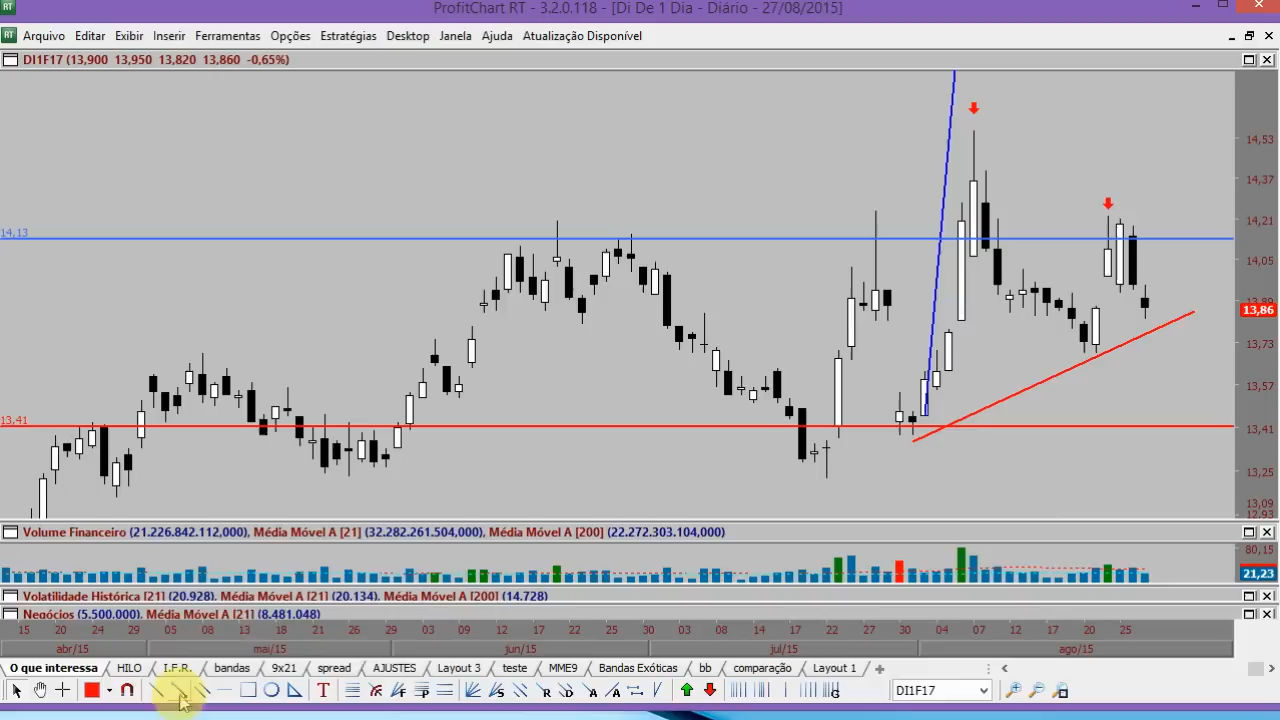 ProfitChart RT - 3.2.0.118 - [Di De 1 Dia - Diário - 27/08/2015]
RT Arquivo Editar Exibir Inserir Ferramentas Opções Estratégias Desktop Janela Ajuda Atualização Disponível
DI1F17 (13,900 13,950 13,820 13,860 -0,65%)
14,53
14,37
14,21
14,13
14,05
13,89
13,86
13,73
13,57
13,41
13,41
13,25
13,09
12,93
Volume Financeiro (21.226.842.112,000), Média Móvel A [21] (32.282.261.504,000), Média Móvel A [200] (22.272.303.104,000)
80,15
21,23
Volatilidade Histórica [21] (20.928), Média Móvel A [21] (20.134), Média Móvel A [200] (14.728)
Negócios (5.500.000), Média Móvel A [21] (8.481.048)
15 20 24 29 05 08 13 18 21 26 29 03 09 12 17 22 25 30 03 08 14 17 22 27 30 04 07 12 17 20 25
abr/15 mai/15 jun/15 jul/15 ago/15
O que interessa HILO I.F.R. bandas 9x21 spread AJUSTES Layout 3 teste MME9 Bandas Exóticas bb comparação Layout 1
DI1F17